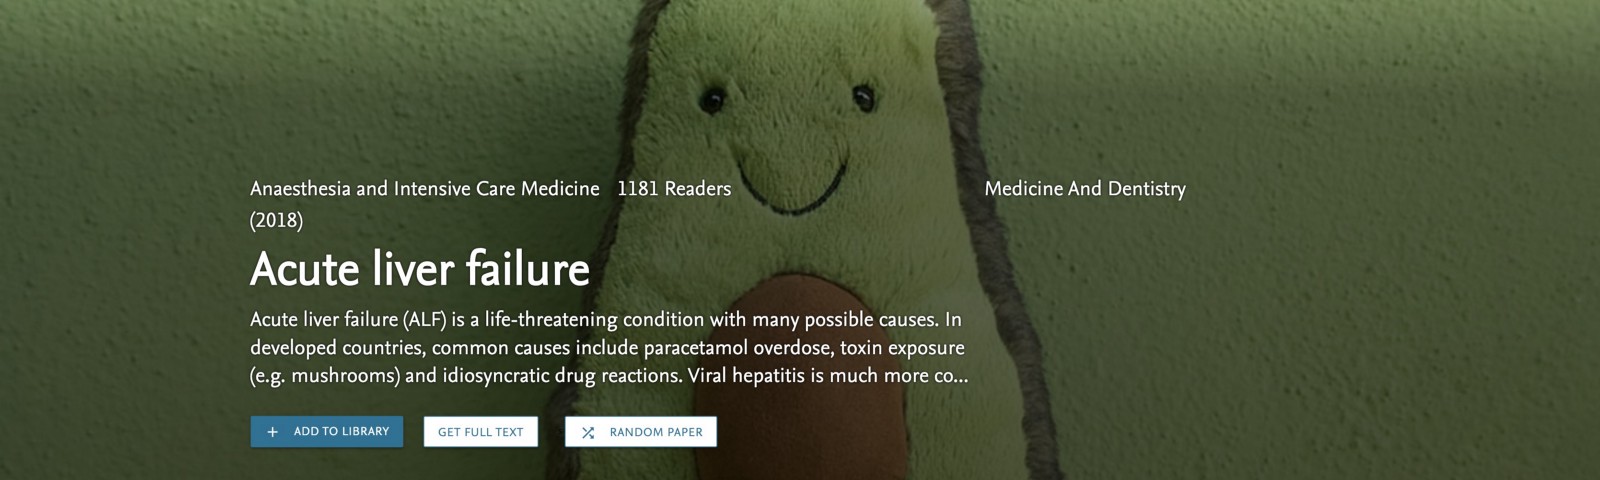 Anaesthesia and Intensive Care Medicine 1181 Readers Medicine And Dentistry
(2018)
Acute liver failure
Acute liver failure (ALF) is a life-threatening condition with many possible causes. In
developed countries, common causes include paracetamol overdose, toxin exposure
(e.g. mushrooms) and idiosyncratic drug reactions. Viral hepatitis is much more co...
+ ADD TO LIBRARY GET FULL TEXT RANDOM PAPER